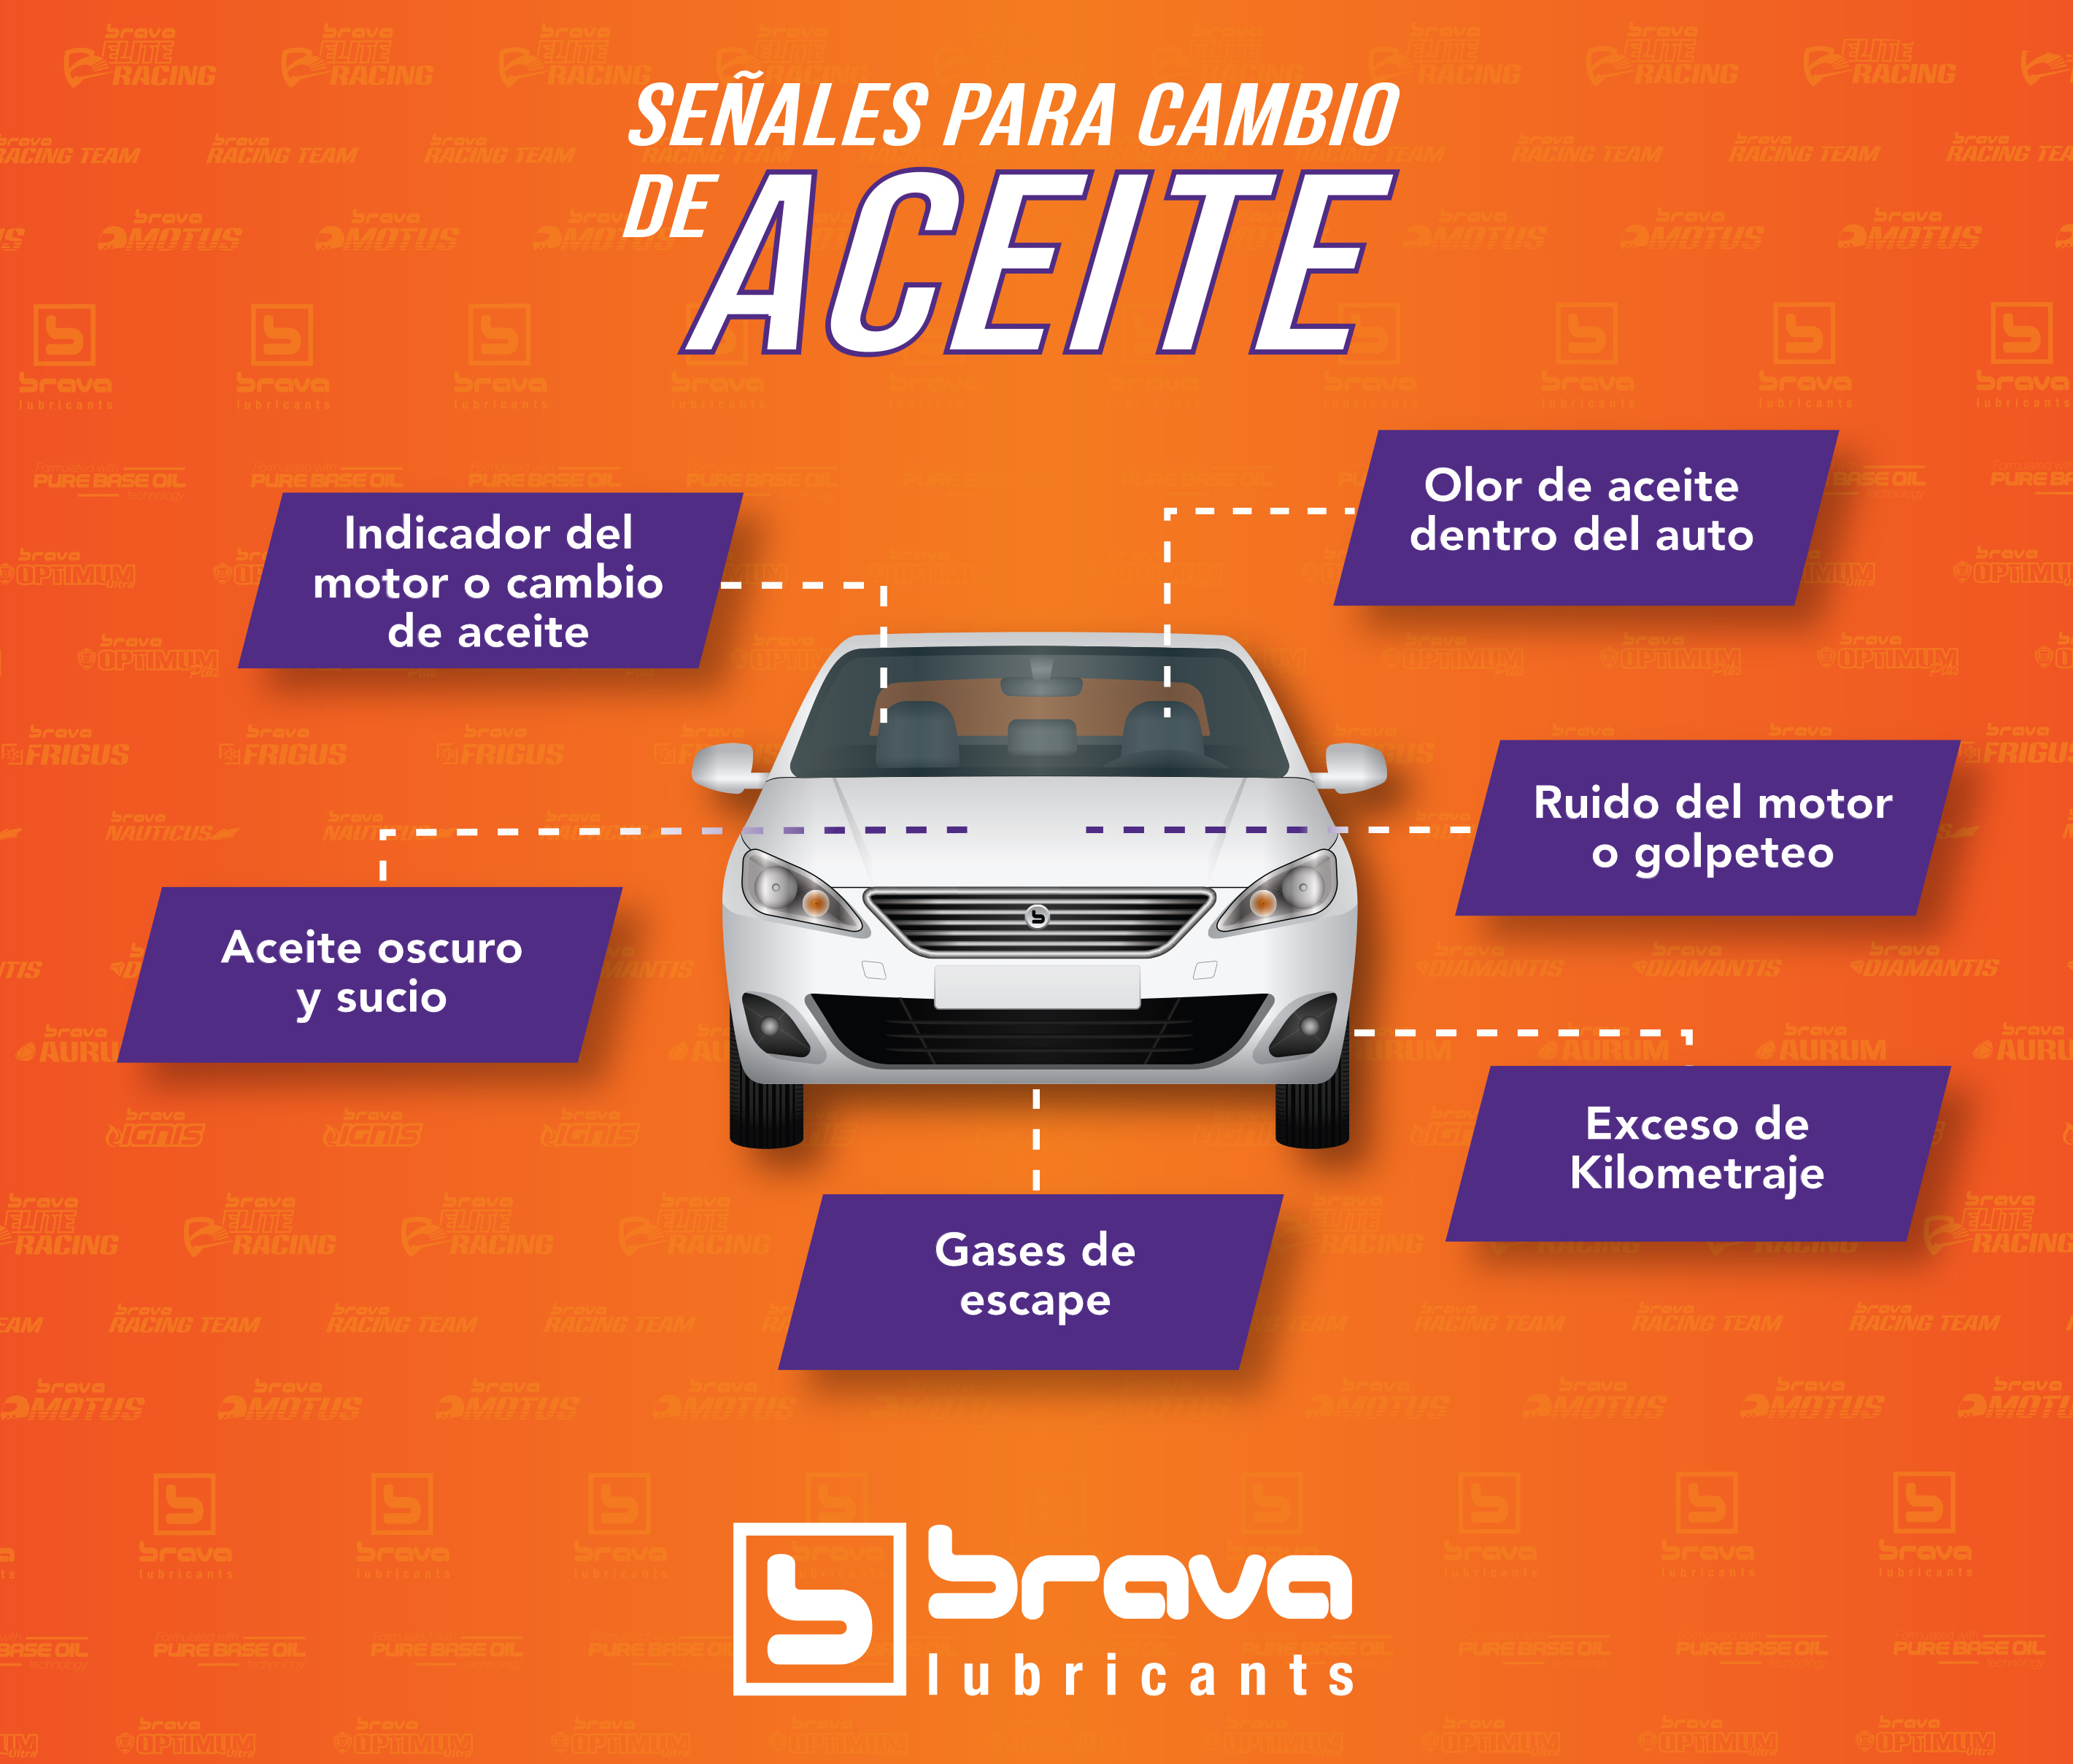 SEÑALES PARA CAMBIO
DE ACEITE
Indicador del
motor o cambio
de aceite
Olor de aceite
dentro del auto
Ruido del motor
o golpeteo
Aceite oscuro
y sucio
Exceso de
Kilometraje
Gases de
escape
brava
lubricants